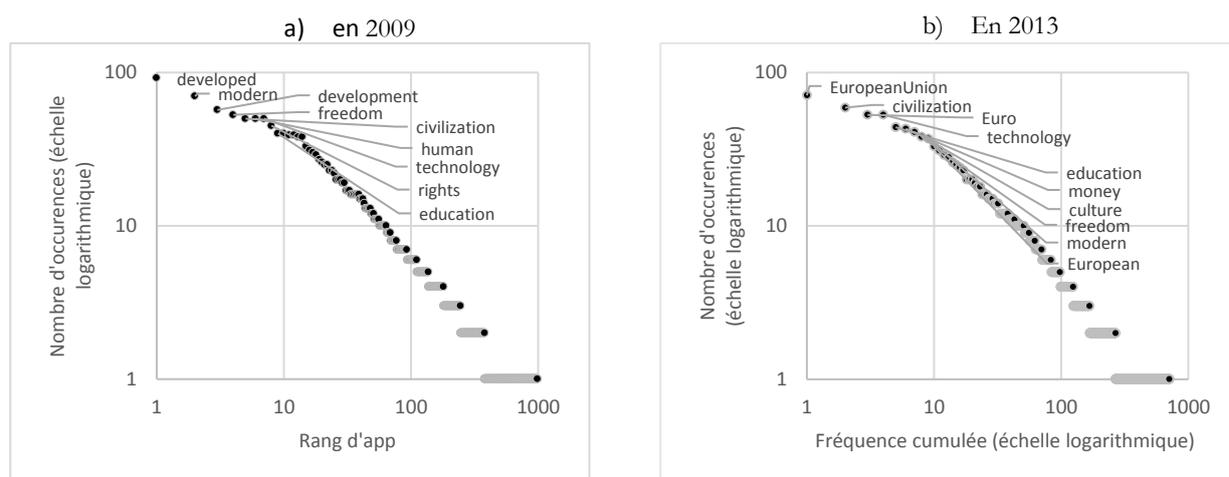 a) en 2009
100
10
1
1
10
100
1000
Nombre d'occurences (échelle
logarithmique)
Rang d'app
developed
modern
development
freedom
civilization
human
technology
rights
education
b) En 2013
100
10
1
1
10
100
1000
Nombre d'occurences
(échelle logarithmique)
Fréquence cumulée (échelle logarithmique)
EuropeanUnion
civilization
Euro
technology
education
money
culture
freedom
modern
European